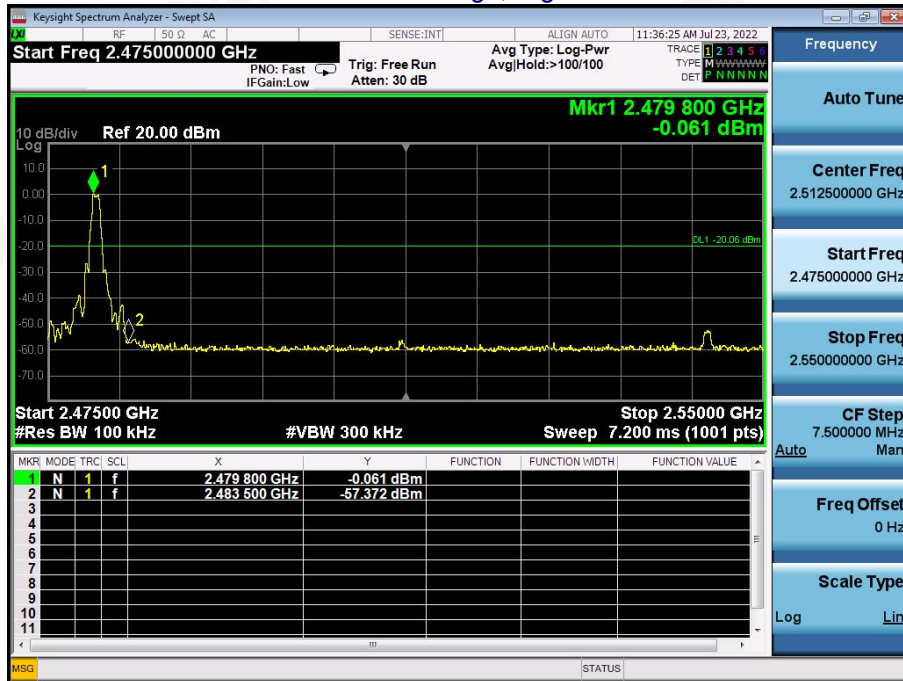 Keysight Spectrum Analyzer - Swept SA
LXI RF 50 Ω AC SENSE:INT ALIGN AUTO 11:36:25 AM Jul 23, 2022
Start Freq 2.475000000 GHz
PNO: Fast
IFGain:Low
Trig: Free Run
Atten: 30 dB
Avg Type: Log-Pwr
Avg|Hold:>100/100
TRACE 1 2 3 4 5 6
TYPE M W W W W W
DET P N N N N N
Mkr1 2.479 800 GHz
-0.061 dBm
10 dB/div Ref 20.00 dBm
Log
10.0
0.00
-10.0
-20.0
-30.0
-40.0
-50.0
-60.0
-70.0
1
2
DL1 -20.06 dBm
Start 2.47500 GHz Stop 2.55000 GHz
#Res BW 100 kHz #VBW 300 kHz Sweep 7.200 ms (1001 pts)
MKR MODE TRC SCL X Y FUNCTION FUNCTION WIDTH FUNCTION VALUE
1 N 1 f 2.479 800 GHz -0.061 dBm
2 N 1 f 2.483 500 GHz -57.372 dBm
3
4
5
6
7
8
9
10
11
MSG STATUS
Frequency
Auto Tune
Center Freq
2.512500000 GHz
Start Freq
2.475000000 GHz
Stop Freq
2.550000000 GHz
CF Step
7.500000 MHz
Auto Man
Freq Offset
0 Hz
Scale Type
Log Lin